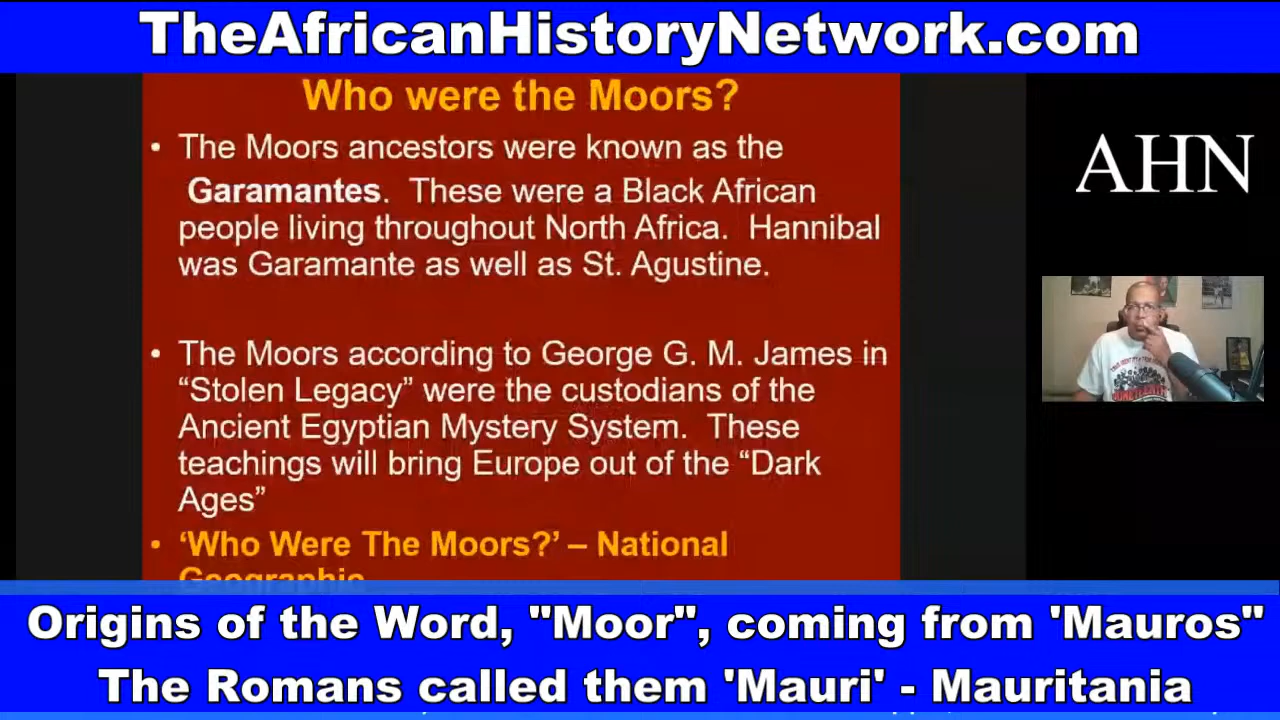 TheAfricanHistoryNetwork.com
Who were the Moors?
• The Moors ancestors were known as the
Garamantes. These were a Black African
people living throughout North Africa. Hannibal
was Garamante as well as St. Agustine.
• The Moors according to George G. M. James in
“Stolen Legacy” were the custodians of the
Ancient Egyptian Mystery System. These
teachings will bring Europe out of the “Dark
Ages”
• ‘Who Were The Moors?’ – National
Geographic
AHN
Origins of the Word, "Moor", coming from 'Mauros"
The Romans called them 'Mauri' - Mauritania